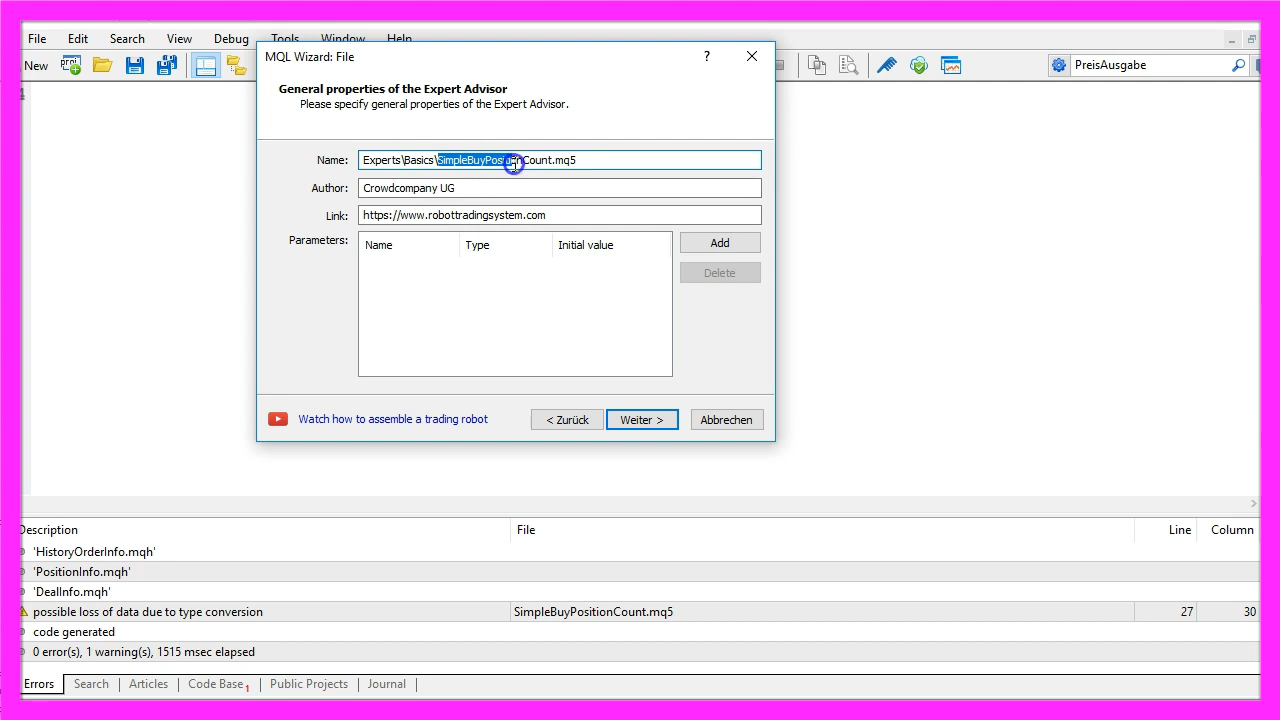 File Edit Search View Debug Tools Window Help
New PreisAusgabe
MQL Wizard: File ?
General properties of the Expert Advisor
Please specify general properties of the Expert Advisor.
Name: Experts\Basics\SimpleBuyPositionCount.mq5
Author: Crowdcompany UG
Link: https://www.robottradingsystem.com
Parameters: Name Type Initial value Add
Delete
Watch how to assemble a trading robot < Zurück Weiter > Abbrechen
Description File Line Column
'HistoryOrderInfo.mqh'
'PositionInfo.mqh'
'DealInfo.mqh'
possible loss of data due to type conversion SimpleBuyPositionCount.mq5 27 30
code generated
0 error(s), 1 warning(s), 1515 msec elapsed
Errors Search Articles Code Base 1 Public Projects Journal